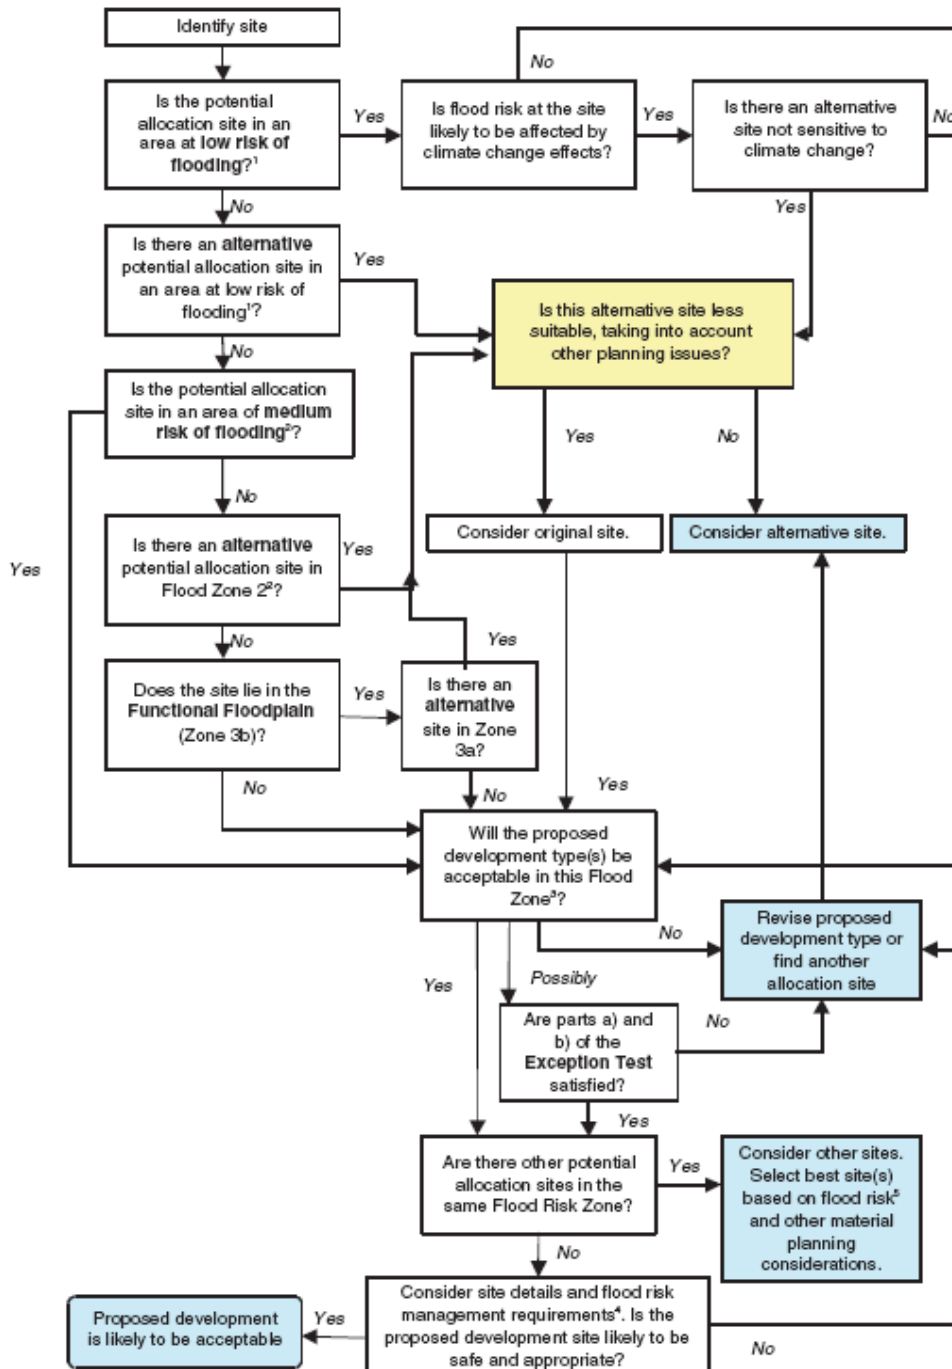 Identify site
No
Is the potential
allocation site in an
area at low risk of
flooding?¹
Yes
Is flood risk at the site
likely to be affected by
climate change effects?
Yes
Is there an alternative
site not sensitive to
climate change?
No
No
Yes
Is there an alternative
potential allocation site in
an area at low risk of
flooding¹?
Yes
Is this alternative site less
suitable, taking into account
other planning issues?
No
Is the potential allocation
site in an area of medium
risk of flooding²?
Yes
No
No
Is there an alternative
potential allocation site in
Flood Zone 2²?
Yes
Consider original site.
Consider alternative site.
Yes
No
Yes
Does the site lie in the
Functional Floodplain
(Zone 3b)?
Yes
Is there an
alternative
site in Zone
3a?
No
No
Yes
Will the proposed
development type(s) be
acceptable in this Flood
Zone³?
Revise proposed
development type or
find another
allocation site
No
Yes
Possibly
Are parts a) and
b) of the
Exception Test
satisfied?
No
Yes
Are there other potential
allocation sites in the
same Flood Risk Zone?
Yes
Consider other sites.
Select best site(s)
based on flood risk⁵
and other material
planning
considerations.
No
Consider site details and flood risk
management requirements⁴. Is the
proposed development site likely to be
safe and appropriate?
Yes
Proposed development
is likely to be acceptable
No